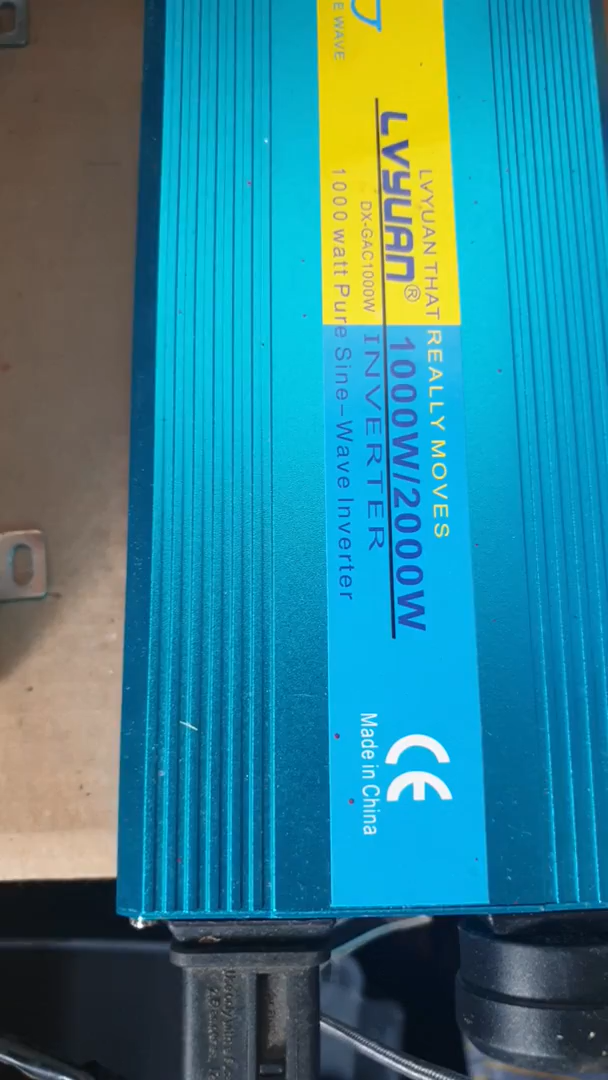 E WAVE
LVYUAN THAT REALLY MOVES
LVYUAN® 1000W/2000W
DX-GAC1000W INVERTER
1000 watt Pure Sine-Wave Inverter
CE
Made in China